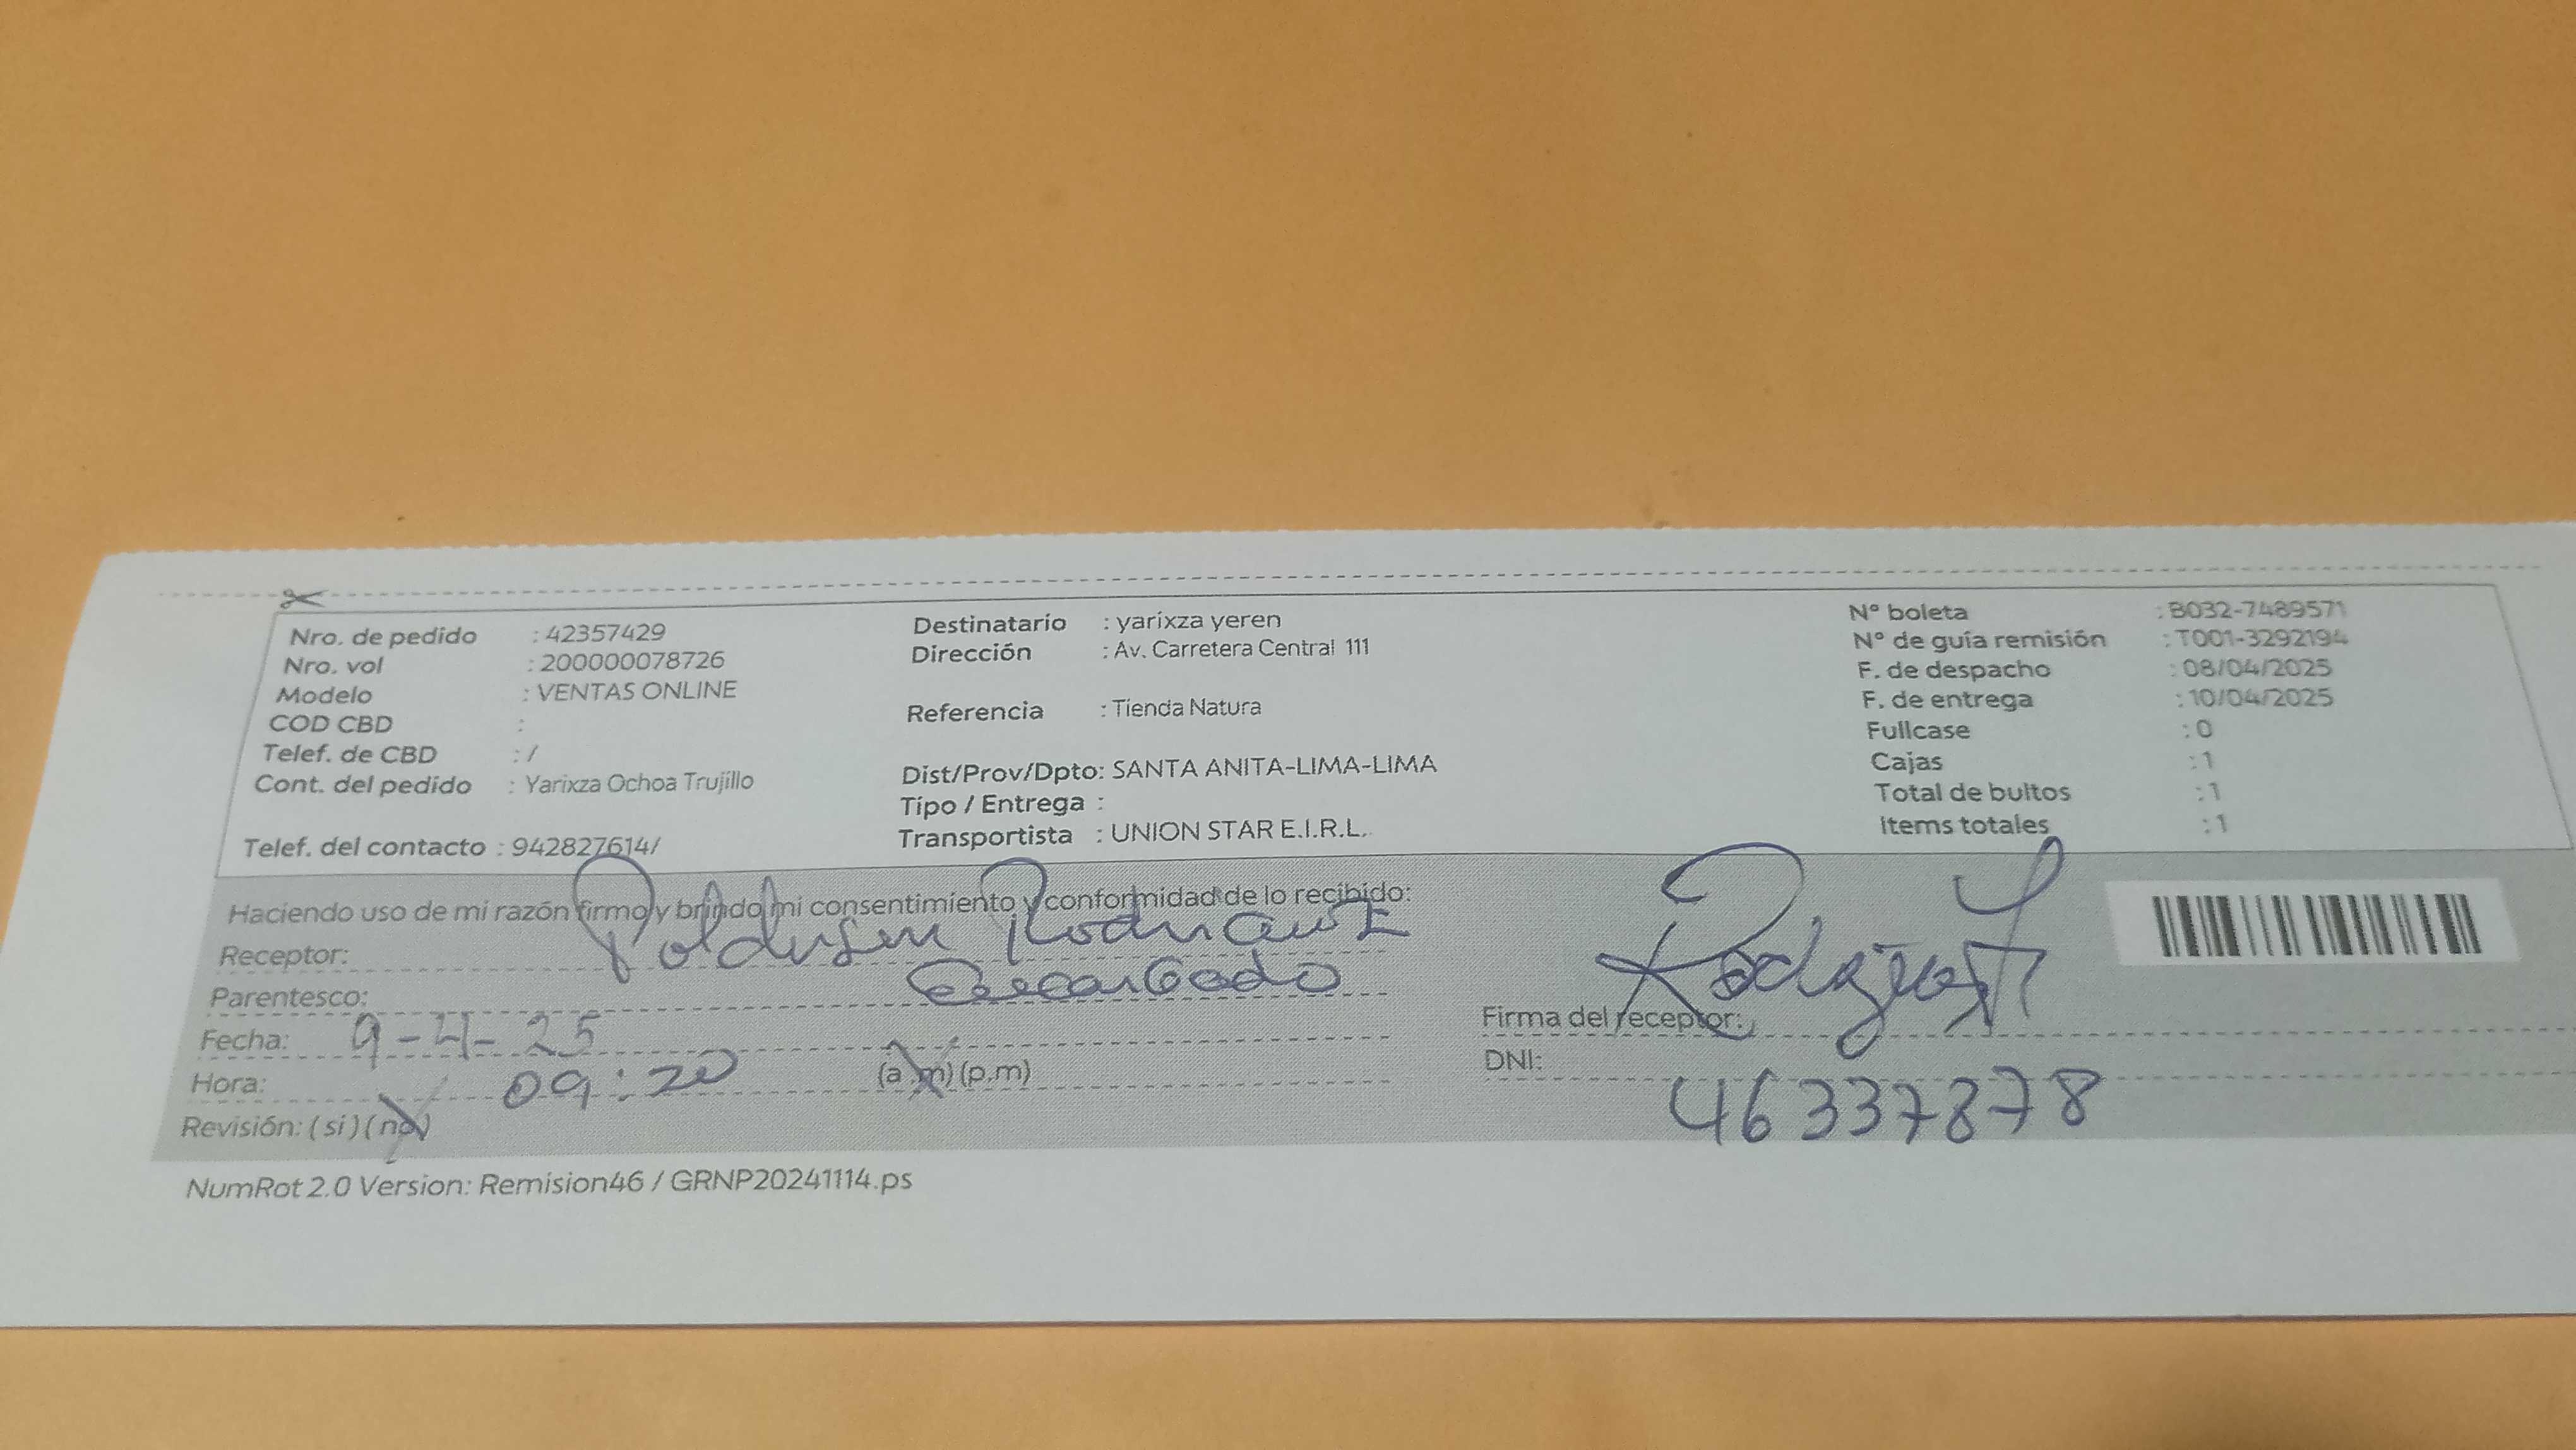 Nro. de pedido : 42357429
Nro. vol : 200000078726
Modelo : VENTAS ONLINE
COD CBD :
Telef. de CBD : /
Cont. del pedido : Yarixza Ochoa Trujillo
Telef. del contacto : 942827614/
Destinatario : yarixza yeren
Dirección : Av. Carretera Central 111
Referencia : Tienda Natura
Dist/Prov/Dpto: SANTA ANITA-LIMA-LIMA
Tipo / Entrega :
Transportista : UNION STAR E.I.R.L.
N° boleta : B032-7489571
N° de guía remisión : T001-3292194
F. de despacho : 08/04/2025
F. de entrega : 10/04/2025
Fullcase : 0
Cajas : 1
Total de bultos : 1
Items totales : 1
Haciendo uso de mi razón firmo y brindo mi consentimiento y conformidad de lo recibido:
Receptor:
Parentesco: Encargado
Fecha: 9-4-25
Hora: 09:20 (a.m) (p.m)
Revisión: (si) (no)
Firma del receptor:
DNI: 46337878
NumRot 2.0 Version: Remision46 / GRNP20241114.ps